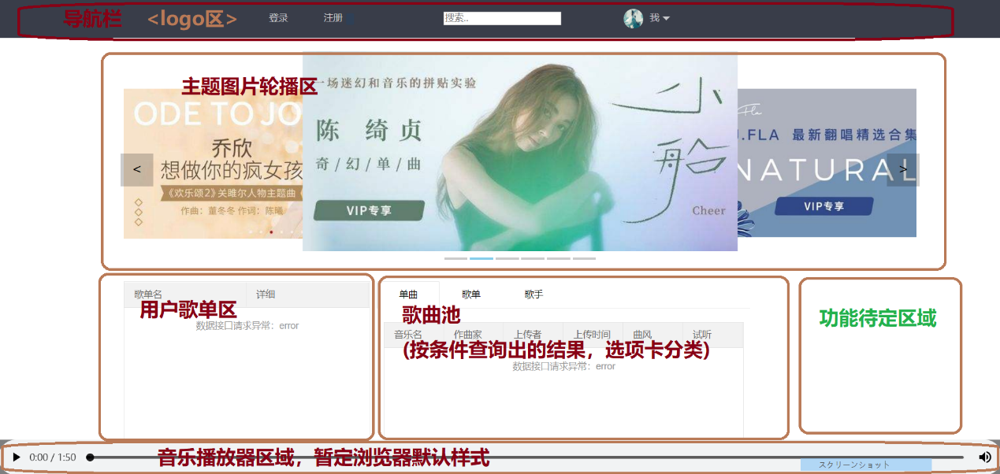 导航栏 <logo区> 登录 注册 搜索.. 我
主题图片轮播区
ODE TO JO
乔欣
想做你的疯女孩
《欢乐颂2》关雎尔人物主题曲
作曲：董冬冬 作词：陈曦
<
一场迷幻和音乐的拼贴实验
陈 绮 贞
奇/幻/单/曲
VIP专享
小船
Cheer
Fla
J.FLA 最新翻唱精选合集
NATURAL
VIP专享
>
歌单名 详细
用户歌单区
数据接口请求异常：error
单曲 歌单 歌手
歌曲池
音乐名 作曲家 上传者 上传时间 曲风 试听
(按条件查询出的结果，选项卡分类)
数据接口请求异常：error
功能待定区域
0:00 / 1:50
音乐播放器区域，暂定浏览器默认样式
スクリーンショット